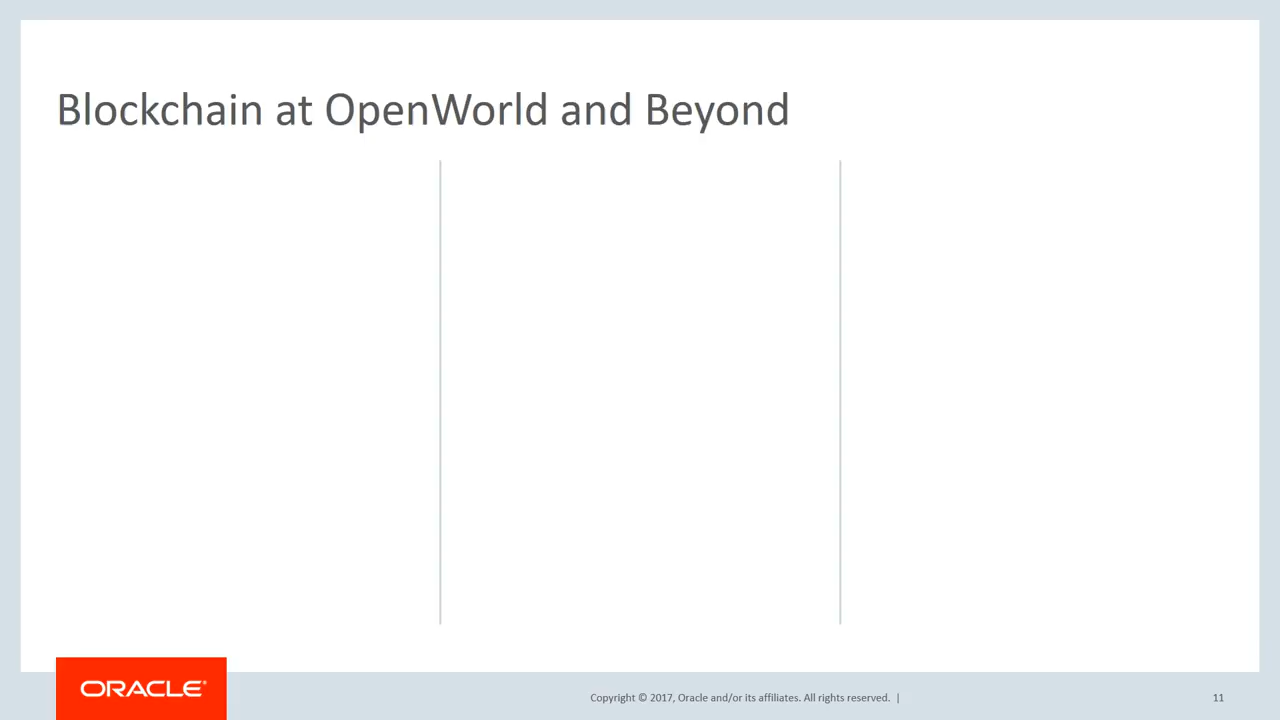 Blockchain at OpenWorld and Beyond
ORACLE®
Copyright © 2017, Oracle and/or its affiliates. All rights reserved. |
11